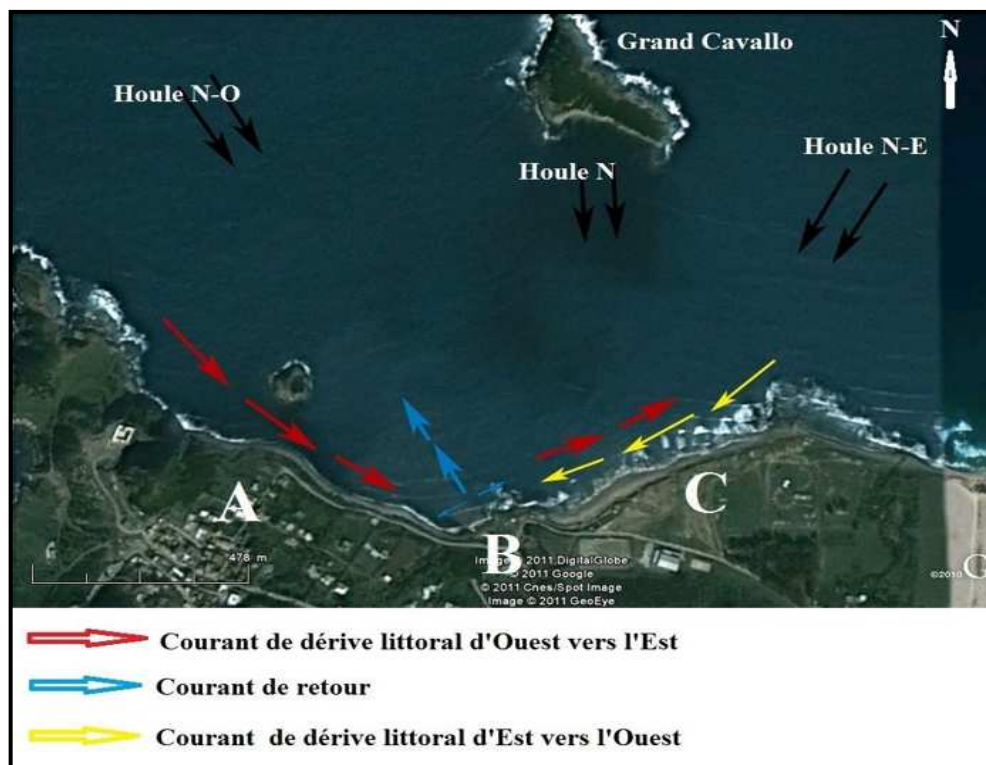 Grand Cavallo
N
Houle N-O
Houle N
Houle N-E
A
B
C
478 m
Image © 2011 DigitalGlobe
© 2011 Google
© 2011 Cnes/Spot Image
Image © 2011 GeoEye
©2010
G
Courant de dérive littoral d'Ouest vers l'Est
Courant de retour
Courant de dérive littoral d'Est vers l'Ouest